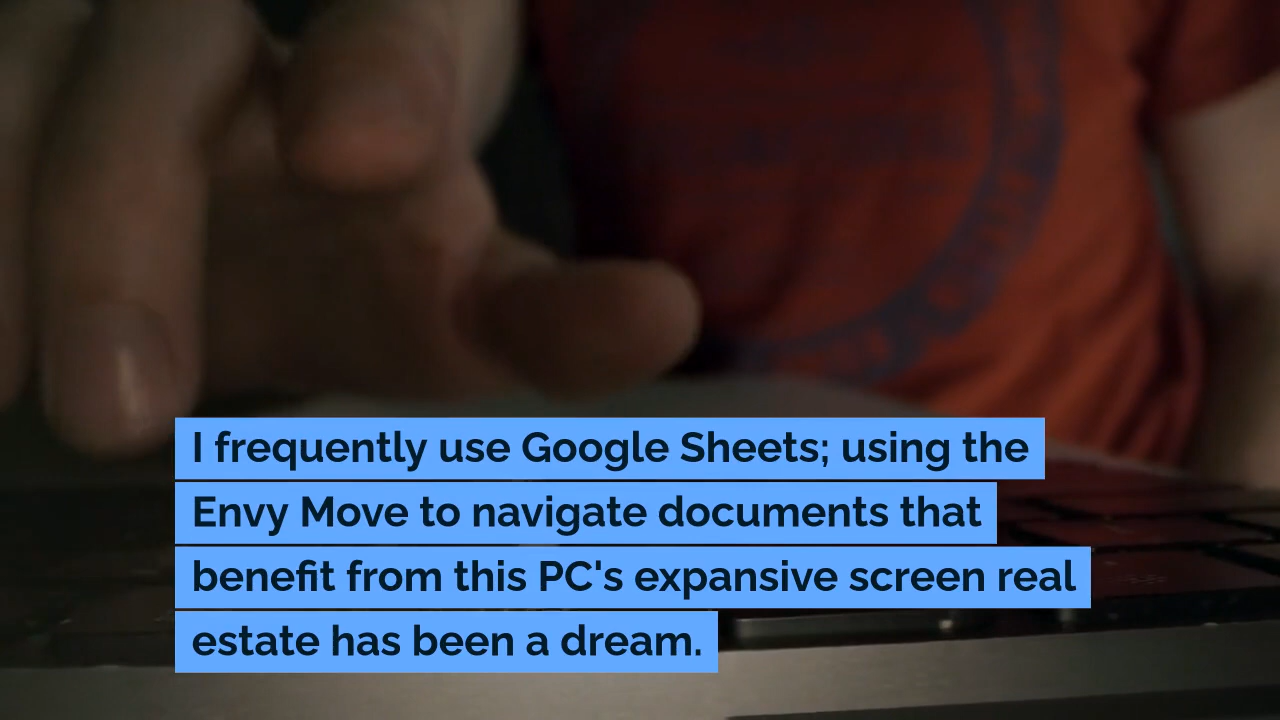 I frequently use Google Sheets; using the
Envy Move to navigate documents that
benefit from this PC's expansive screen real
estate has been a dream.